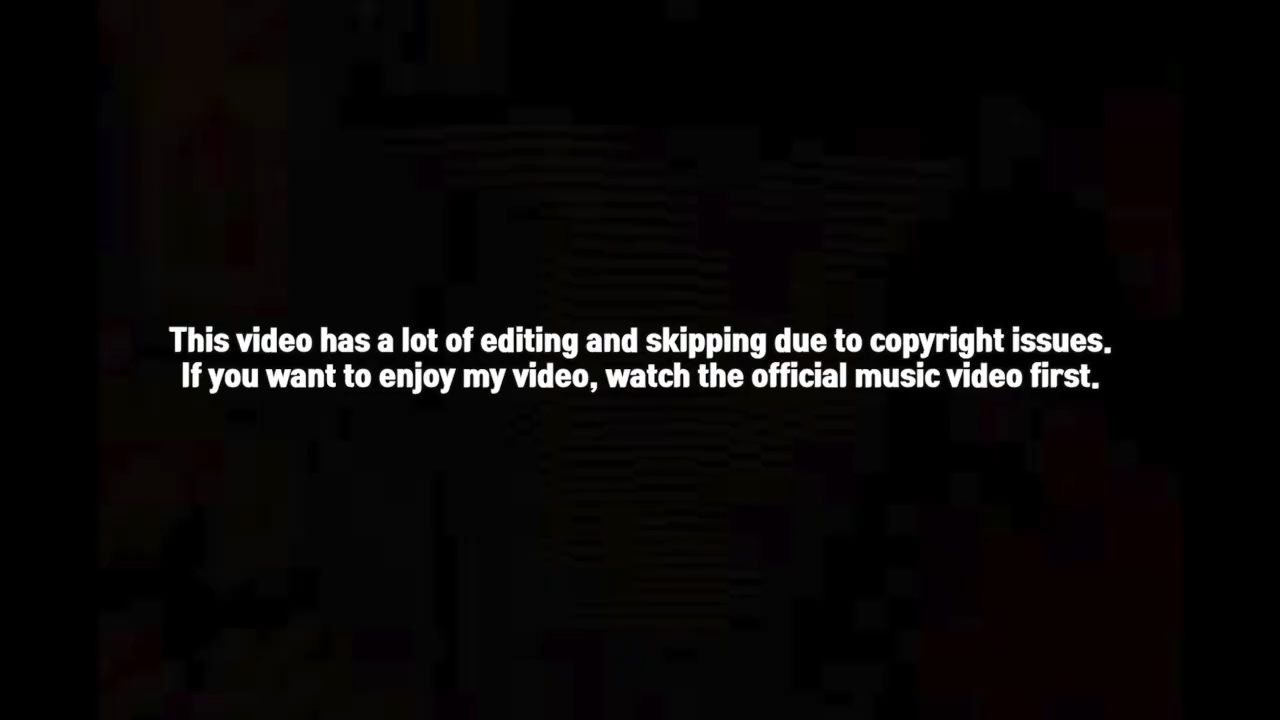 This video has a lot of editing and skipping due to copyright issues.
If you want to enjoy my video, watch the official music video first.